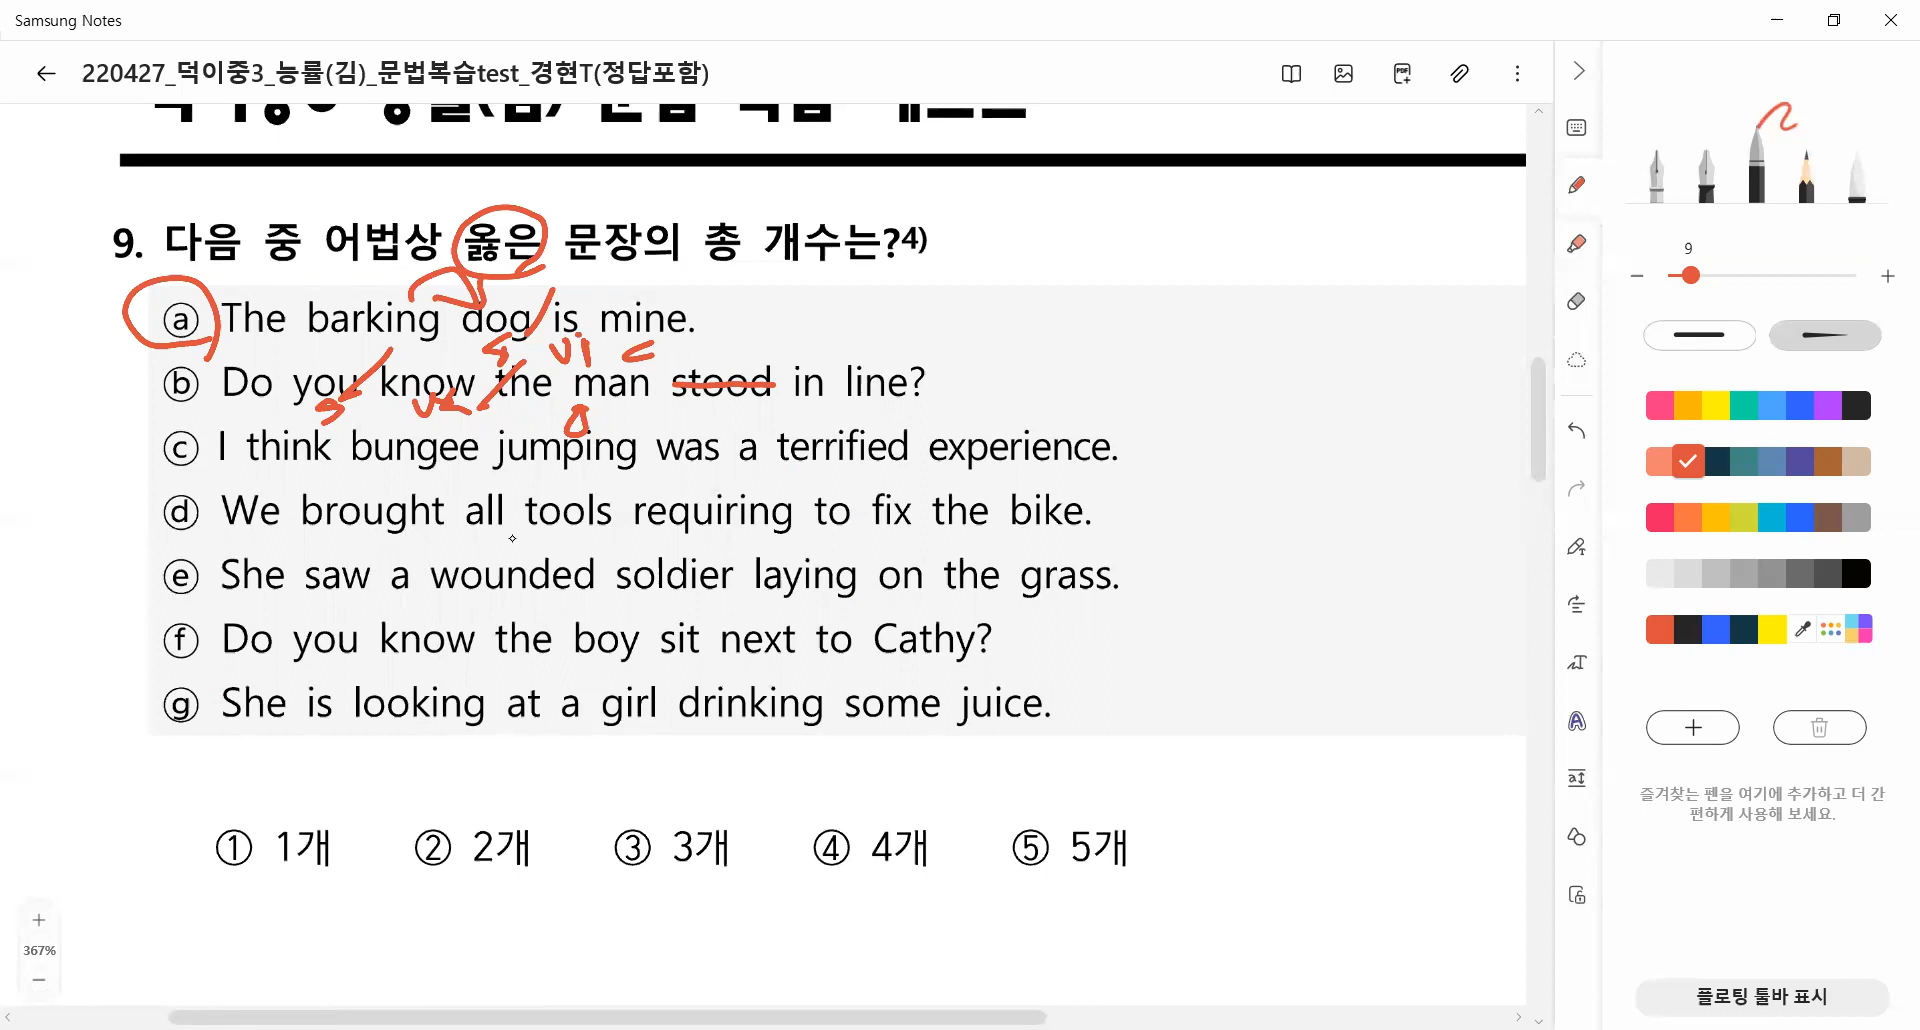 Samsung Notes
220427_덕이중3_능률(김)_문법복습test_경현T(정답포함)
9. 다음 중 어법상 옳은 문장의 총 개수는?4)
ⓐ The barking dog is mine.
s vi c
ⓑ Do you know the man stood in line?
s vt o
ⓒ I think bungee jumping was a terrified experience.
ⓓ We brought all tools requiring to fix the bike.
ⓔ She saw a wounded soldier laying on the grass.
ⓕ Do you know the boy sit next to Cathy?
ⓖ She is looking at a girl drinking some juice.
① 1개 ② 2개 ③ 3개 ④ 4개 ⑤ 5개
367%
9
즐겨찾는 펜을 여기에 추가하고 더 간
편하게 사용해 보세요.
플로팅 툴바 표시